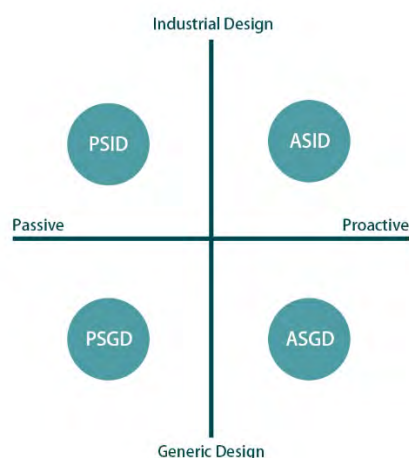 Industrial Design
PSID
ASID
Passive
Proactive
PSGD
ASGD
Generic Design